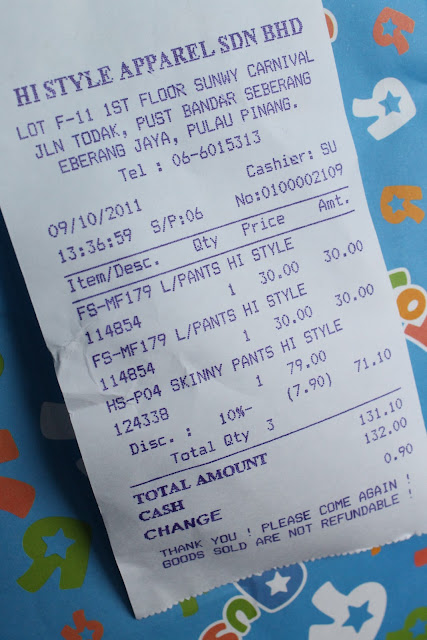 HI STYLE APPAREL SDN BHD
LOT F-11 1ST FLOOR SUNWY CARNIVAL
JLN TODAK, PUST BANDAR SEBERANG
EBERANG JAYA, PULAU PINANG.
Tel : 06-6015313
Cashier: SU
09/10/2011 No:0100002109
13:36:59 S/P:06
Item/Desc. Qty Price Amt.
FS-MF179 L/PANTS HI STYLE
114854 1 30.00 30.00
FS-MF179 L/PANTS HI STYLE
114854 1 30.00 30.00
HS-P04 SKINNY PANTS HI STYLE
124338 1 79.00 71.10
Disc. : 10%- (7.90)
Total Qty 3
TOTAL AMOUNT 131.10
CASH 132.00
CHANGE 0.90
THANK YOU ! PLEASE COME AGAIN !
GOODS SOLD ARE NOT REFUNDABLE !